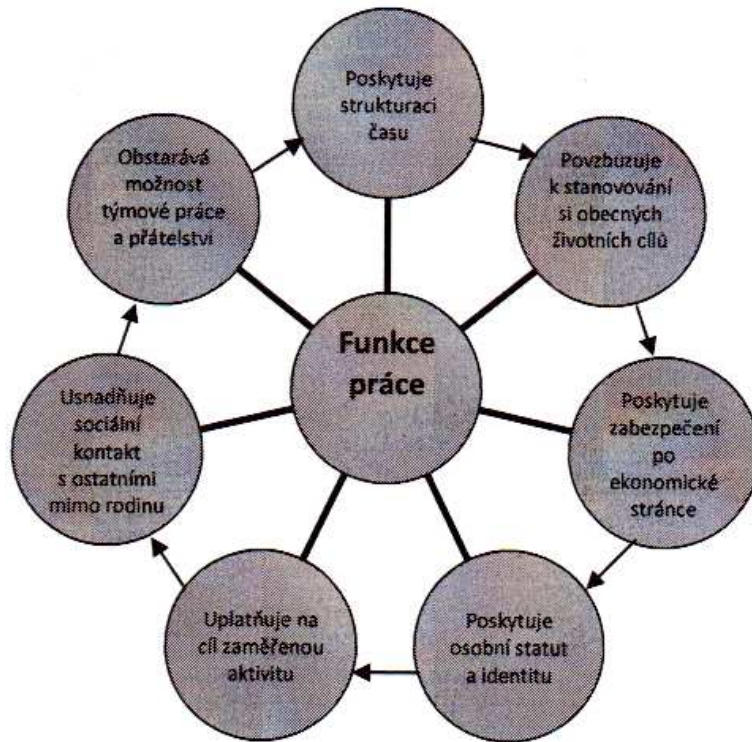 Poskytuje
strukturaci
času
Povzbuzuje
k stanovování
si obecných
životních cílů
Poskytuje
zabezpečení
po
ekonomické
stránce
Poskytuje
osobní statut
a identitu
Uplatňuje na
cíl zaměřenou
aktivitu
Usnadňuje
sociální
kontakt
s ostatními
mimo rodinu
Obstarává
možnost
týmové práce
a přátelství
Funkce
práce